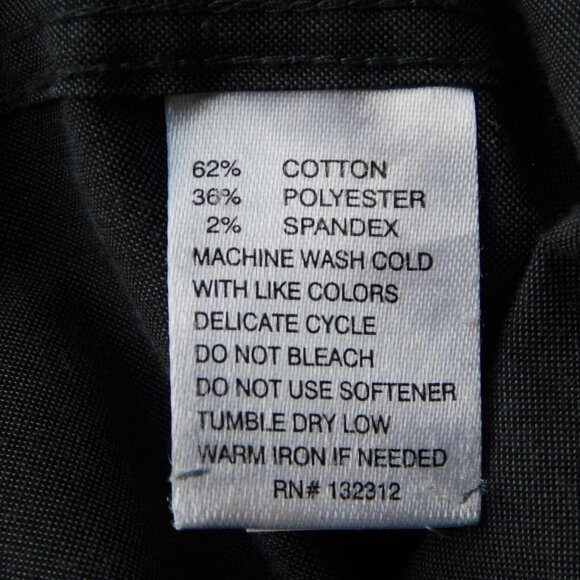 62% COTTON
36% POLYESTER
2% SPANDEX
MACHINE WASH COLD
WITH LIKE COLORS
DELICATE CYCLE
DO NOT BLEACH
DO NOT USE SOFTENER
TUMBLE DRY LOW
WARM IRON IF NEEDED
RN# 132312